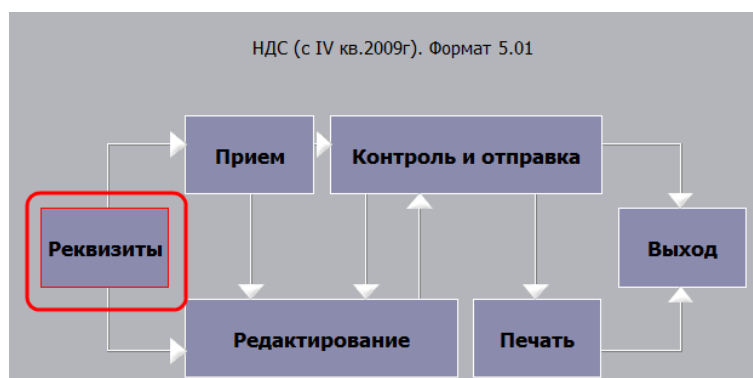 НДС (с IV кв.2009г). Формат 5.01
Прием
Контроль и отправка
Реквизиты
Выход
Редактирование
Печать